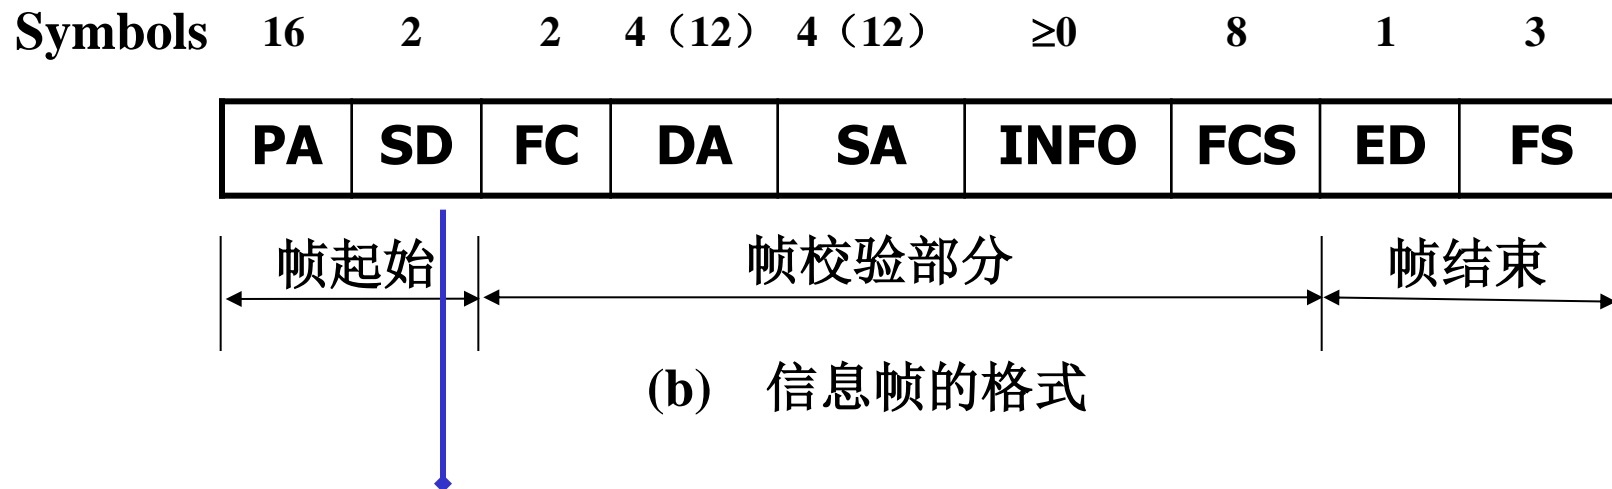 Symbols 16 2 2 4（12） 4（12） ≥0 8 1 3
PA SD FC DA SA INFO FCS ED FS
帧起始 帧校验部分 帧结束
(b) 信息帧的格式